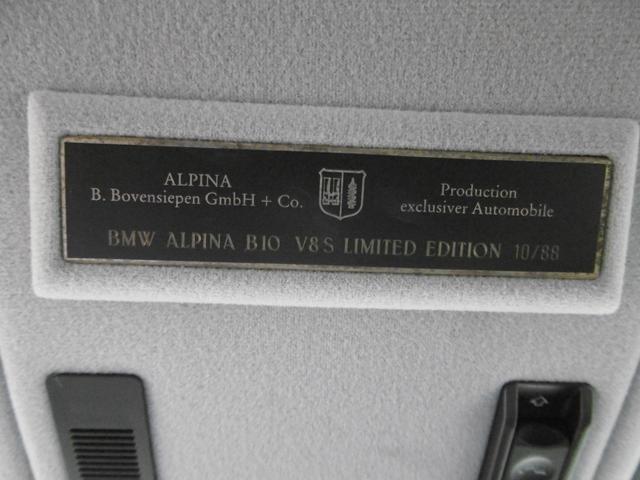 ALPINA
B. Bovensiepen GmbH + Co.
Production
exclusiver Automobile
BMW ALPINA B10 V8S LIMITED EDITION 10/88